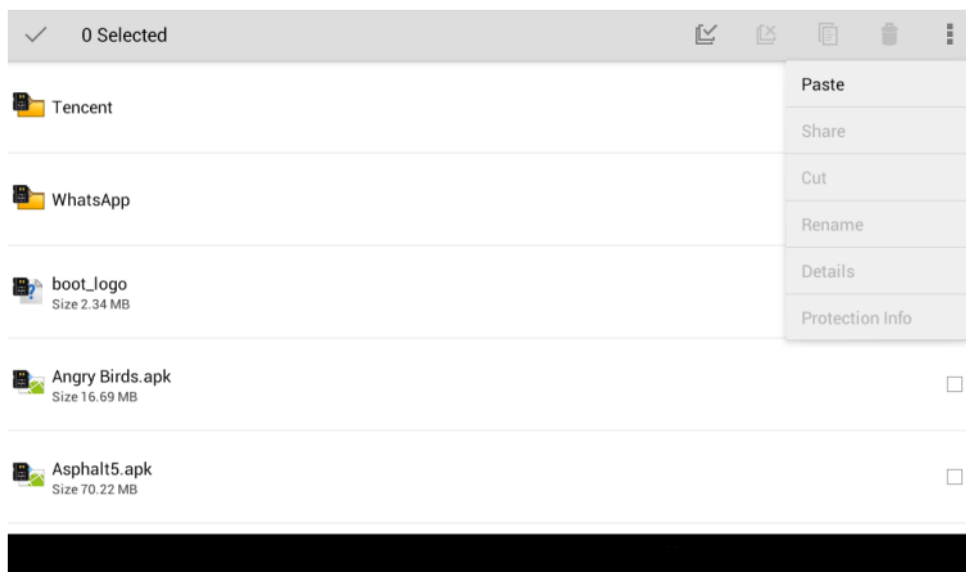 0 Selected
Paste
Tencent
Share
Cut
WhatsApp
Rename
Details
boot_logo
Size 2.34 MB
Protection Info
Angry Birds.apk
Size 16.69 MB
Asphalt5.apk
Size 70.22 MB